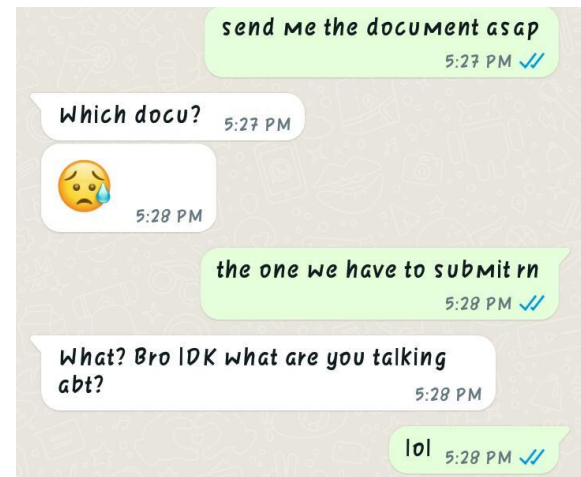 send me the document asap
5:27 PM
Which docu? 5:27 PM
5:28 PM
the one we have to submit rn
5:28 PM
What? Bro IDK what are you talking
abt? 5:28 PM
lol 5:28 PM